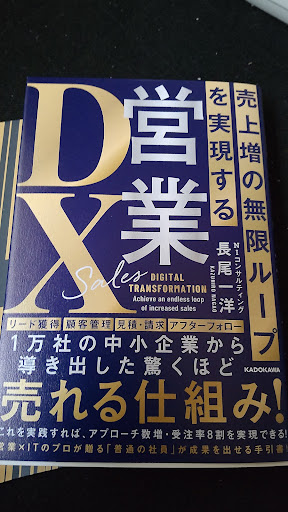 売上増の無限ループ
を実現する
営業
DX
Sales
DIGITAL
TRANSFORMATION
Achieve an endless loop
of increased sales
NIコンサルティング
長尾一洋
KAZUHIRO NAGAO
リード獲得 顧客管理 見積・請求 アフターフォロー
KADOKAWA
1万社の中小企業から
導き出した驚くほど
売れる仕組み!
これを実践すれば、アプローチ数増・受注率8割を実現できる!
営業×ITのプロが贈る「普通の社員」が成果を出せる手引書!